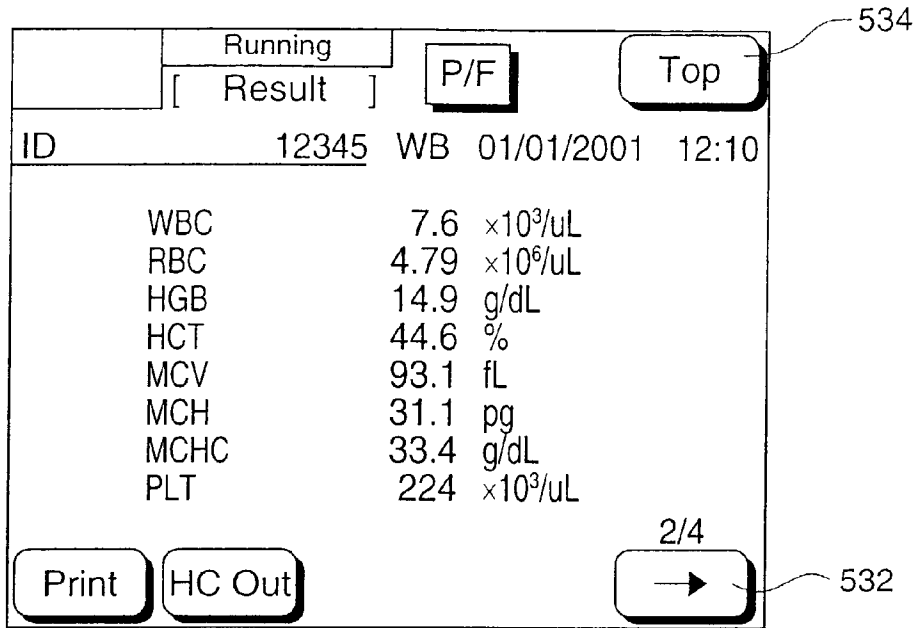 534
Running
[ Result ]
P/F
Top
ID 12345 WB 01/01/2001 12:10
WBC 7.6 ×10³/uL
RBC 4.79 ×10⁶/uL
HGB 14.9 g/dL
HCT 44.6 %
MCV 93.1 fL
MCH 31.1 pg
MCHC 33.4 g/dL
PLT 224 ×10³/uL
2/4
Print HC Out → 532